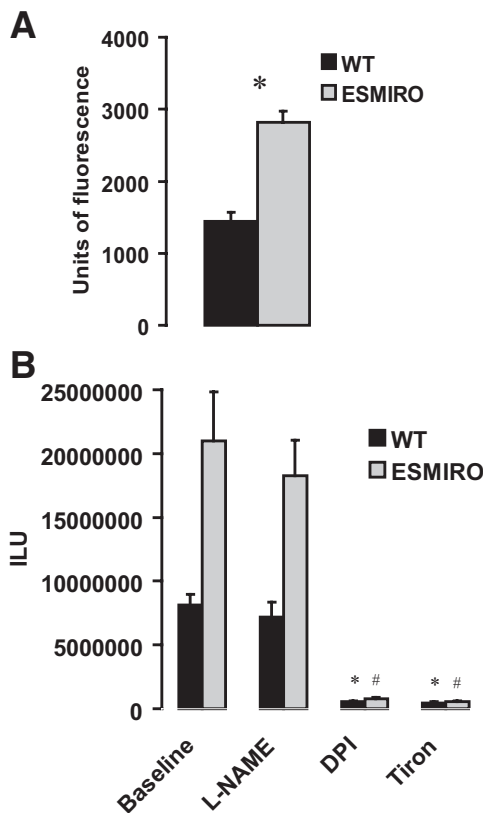 A
4000
3000
2000
1000
0
Units of fluorescence
*
WT
ESMIRO
B
25000000
20000000
15000000
10000000
5000000
0
ILU
WT
ESMIRO
* # * #
Baseline
L-NAME
DPI
Tiron